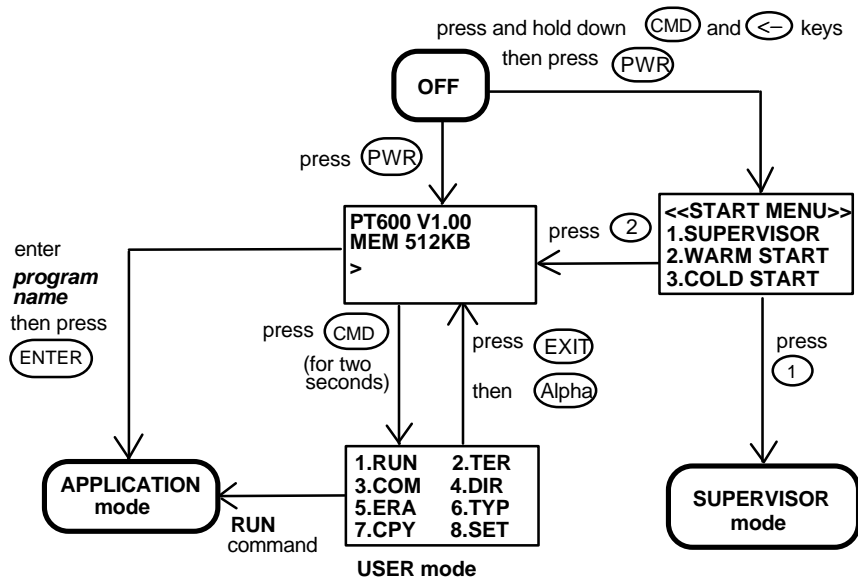 press and hold down CMD and <– keys
then press PWR
OFF
press PWR
PT600 V1.00
MEM 512KB
>
press 2
<<START MENU>>
1.SUPERVISOR
2.WARM START
3.COLD START
enter
program
name
then press
ENTER
press CMD
(for two
seconds)
press EXIT
then Alpha
press
1
1.RUN 2.TER
3.COM 4.DIR
5.ERA 6.TYP
7.CPY 8.SET
USER mode
APPLICATION
mode
RUN
command
SUPERVISOR
mode